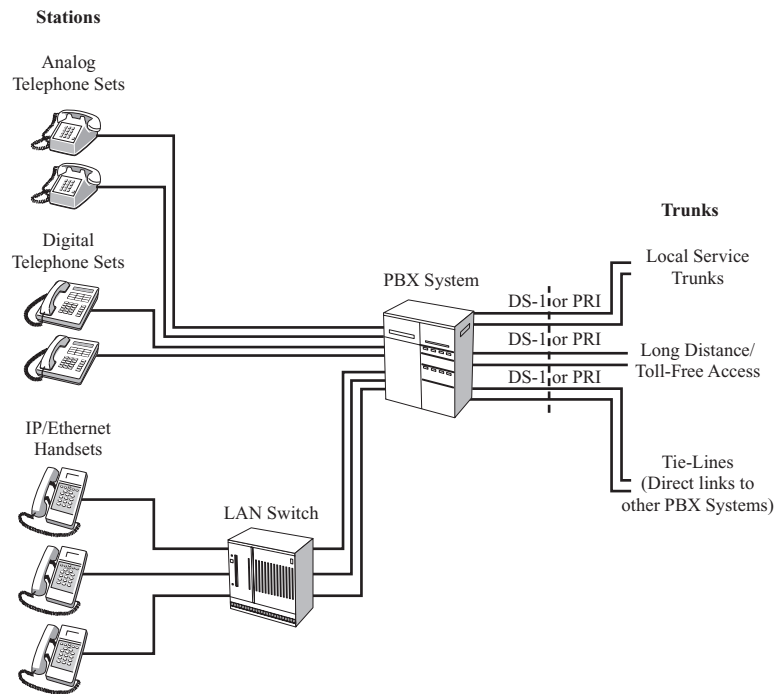 Stations
Analog
Telephone Sets
Digital
Telephone Sets
IP/Ethernet
Handsets
LAN Switch
PBX System
DS-1 or PRI
DS-1 or PRI
DS-1 or PRI
Trunks
Local Service
Trunks
Long Distance/
Toll-Free Access
Tie-Lines
(Direct links to
other PBX Systems)